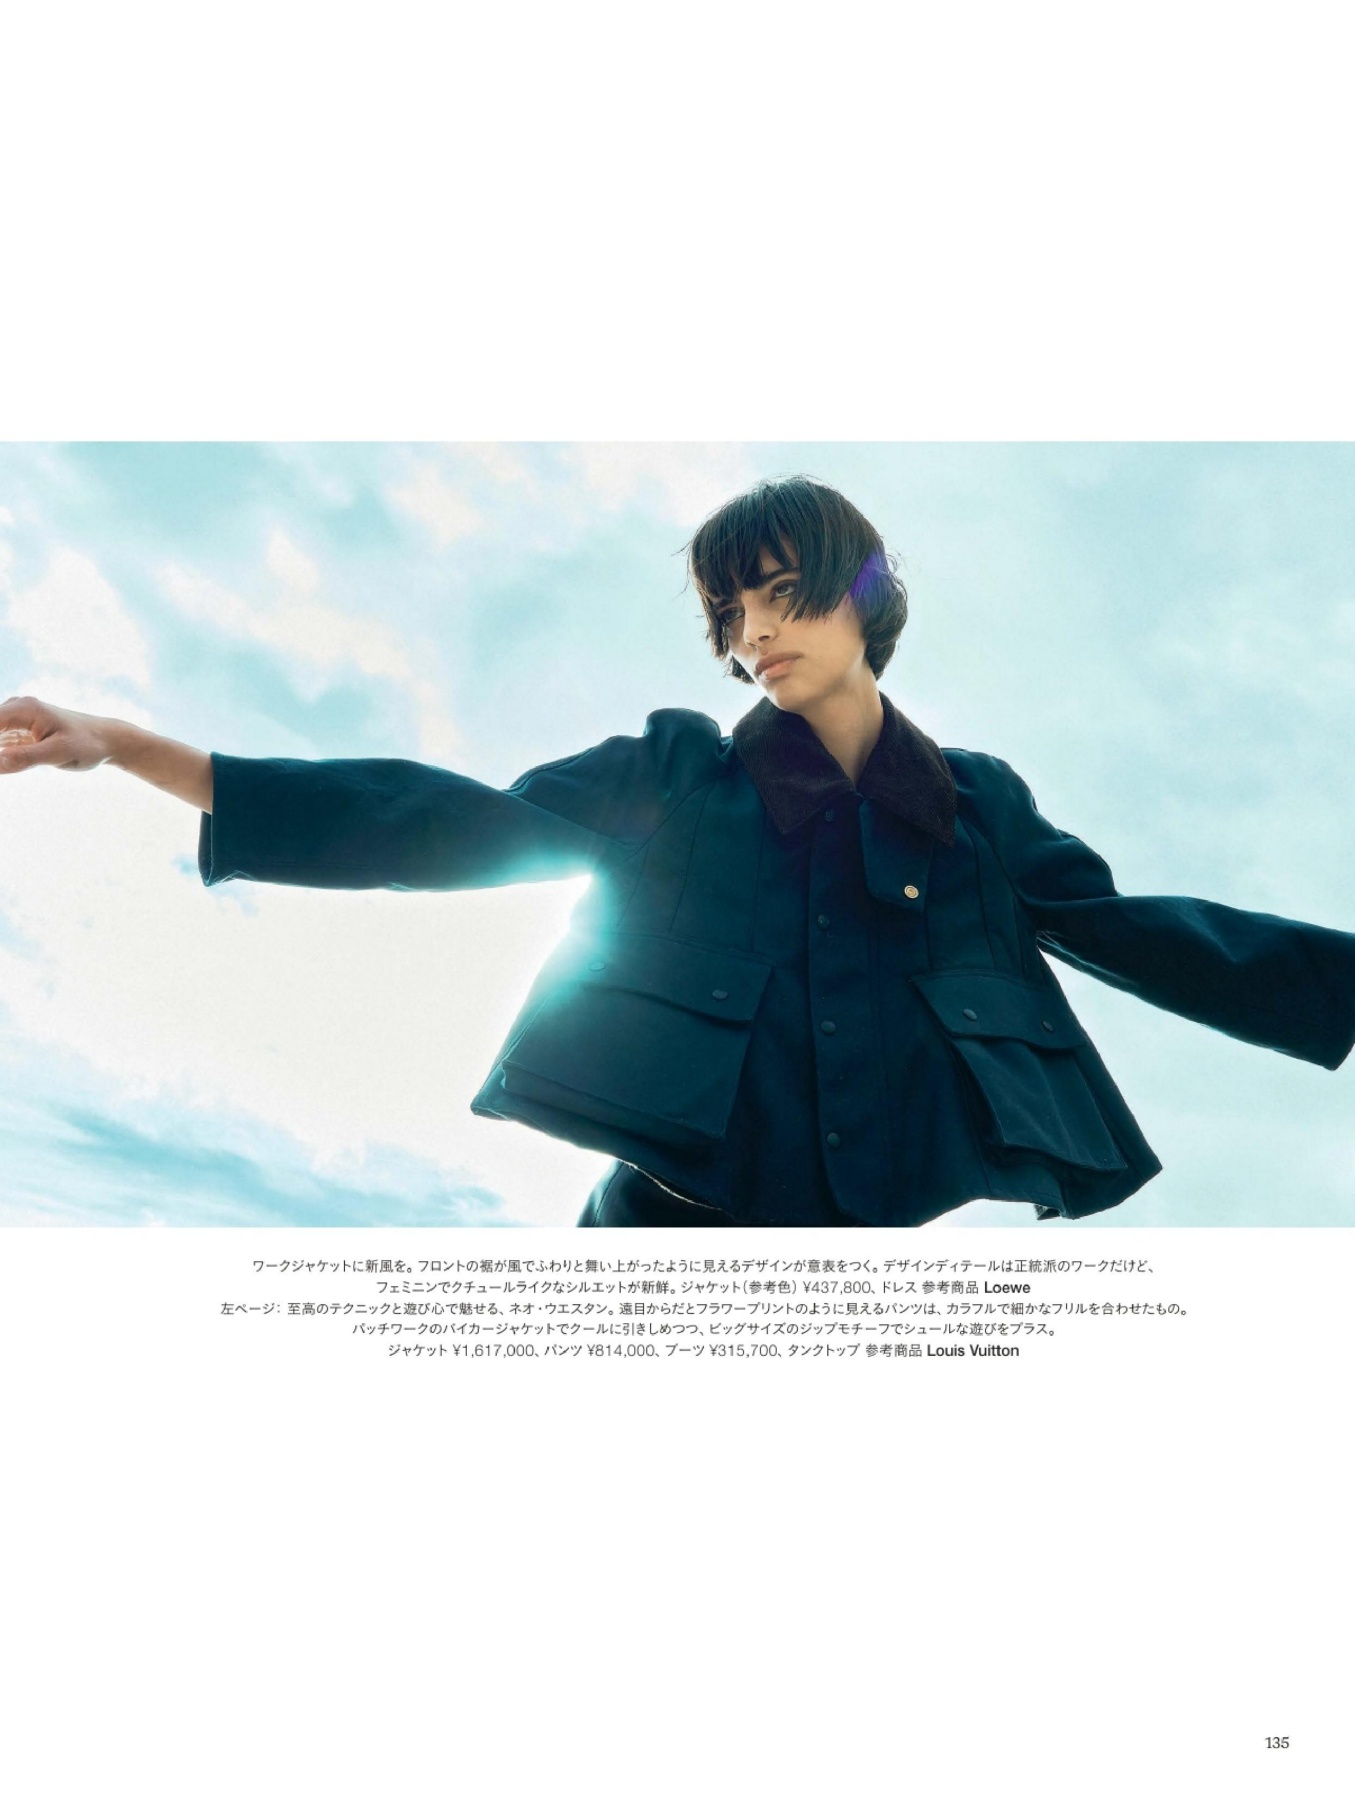 ワークジャケットに新風を。フロントの裾が風でふわりと舞い上がったように見えるデザインが意表をつく。デザインディテールは正統派のワークだけど、
フェミニンでクチュールライクなシルエットが新鮮。ジャケット（参考色）¥437,800、ドレス 参考商品 Loewe
左ページ： 至高のテクニックと遊び心で魅せる、ネオ・ウエスタン。遠目からだとフラワープリントのように見えるパンツは、カラフルで細かなフリルを合わせたもの。
パッチワークのバイカージャケットでクールに引きしめつつ、ビッグサイズのジップモチーフでシュールな遊びをプラス。
ジャケット ¥1,617,000、パンツ ¥814,000、ブーツ ¥315,700、タンクトップ 参考商品 Louis Vuitton
135